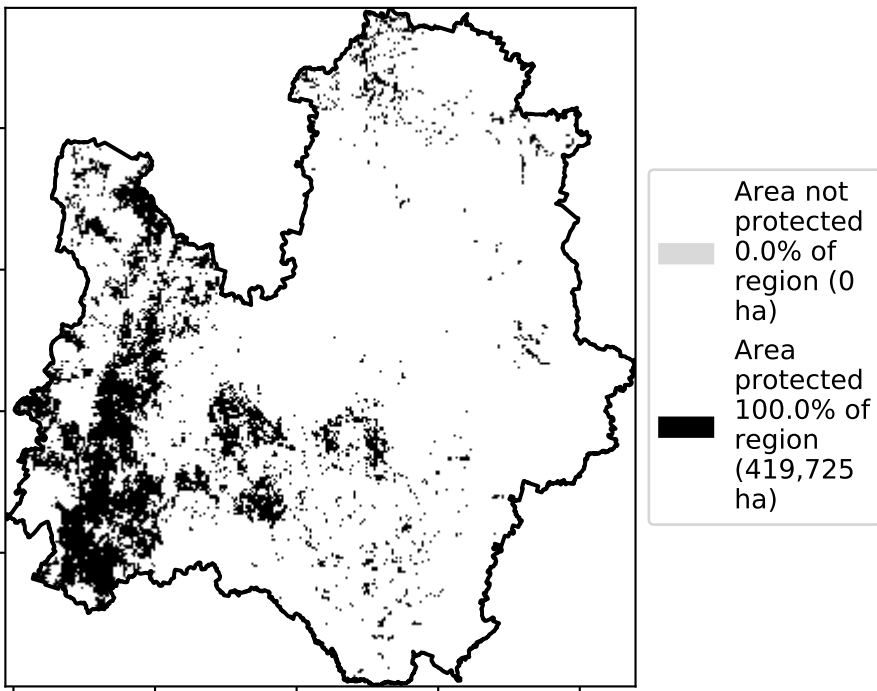 Area not
protected
0.0% of
region (0
ha)
Area
protected
100.0% of
region
(419,725
ha)